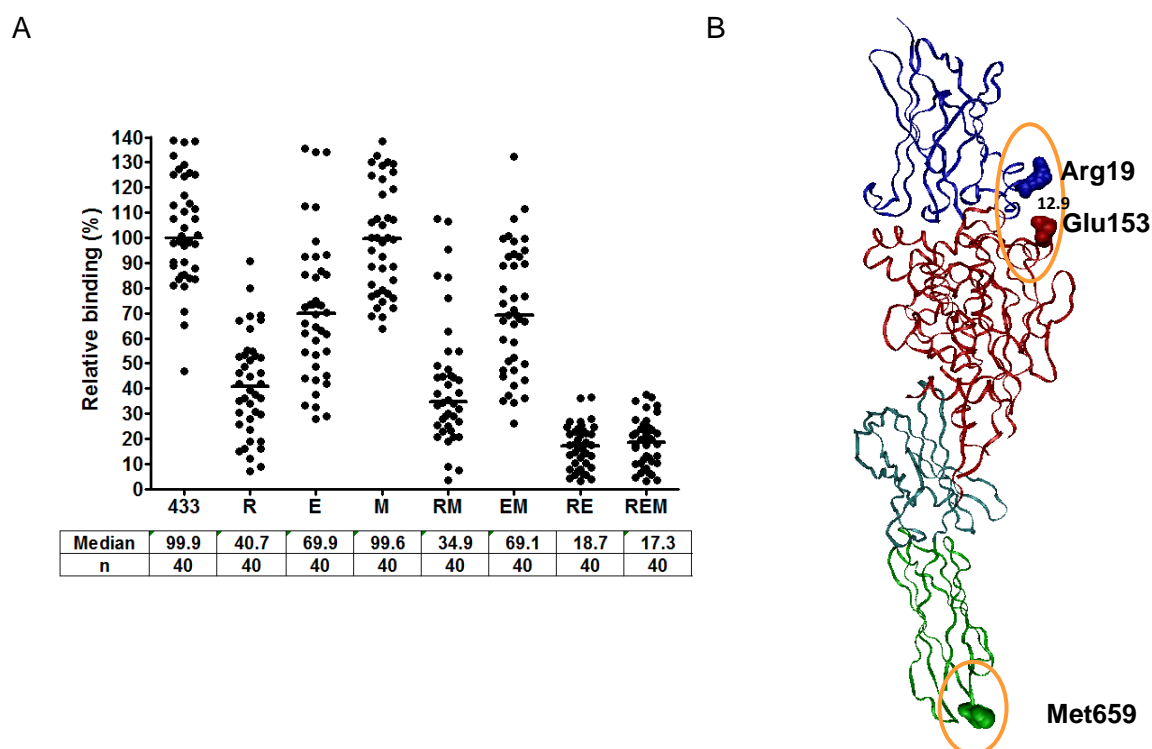 A
B
140
130
120
110
100
90
80
70
60
50
40
30
20
10
0
Relative binding (%)
433 R E M RM EM RE REM
Median 99.9 40.7 69.9 99.6 34.9 69.1 18.7 17.3
n 40 40 40 40 40 40 40 40
Arg19
12.9
Glu153
Met659